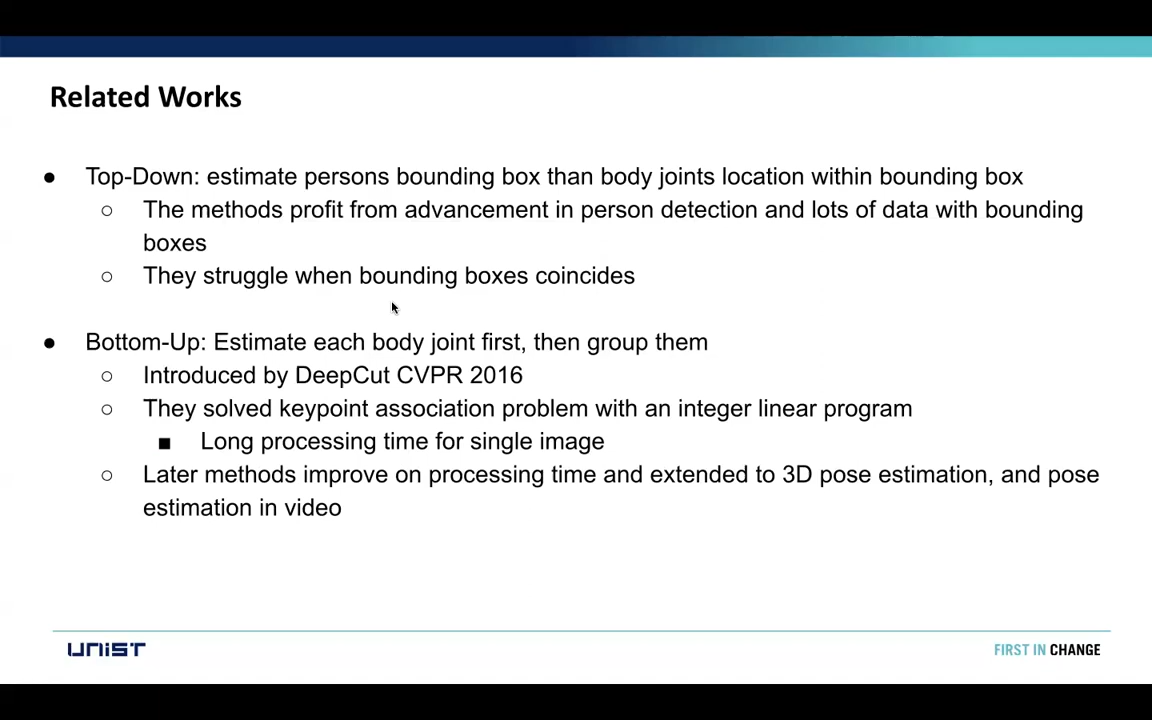 Related Works
● Top-Down: estimate persons bounding box than body joints location within bounding box
○ The methods profit from advancement in person detection and lots of data with bounding
boxes
○ They struggle when bounding boxes coincides
● Bottom-Up: Estimate each body joint first, then group them
○ Introduced by DeepCut CVPR 2016
○ They solved keypoint association problem with an integer linear program
■ Long processing time for single image
○ Later methods improve on processing time and extended to 3D pose estimation, and pose
estimation in video
UNIST
FIRST IN CHANGE